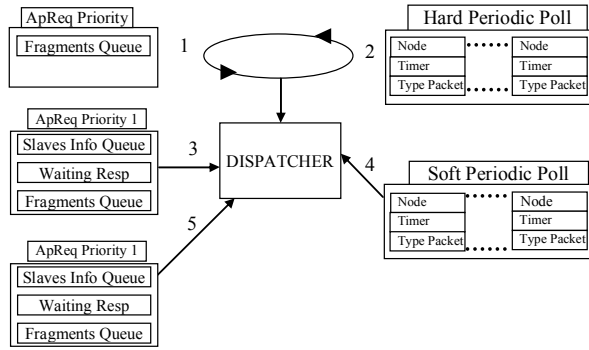 ApReq Priority
Fragments Queue
1
2
Hard Periodic Poll
Node ...... Node
Timer Timer
Type Packet ...... Type Packet
ApReq Priority 1
Slaves Info Queue
Waiting Resp
Fragments Queue
3
DISPATCHER
4
Soft Periodic Poll
Node ...... Node
Timer Timer
Type Packet ...... Type Packet
5
ApReq Priority 1
Slaves Info Queue
Waiting Resp
Fragments Queue